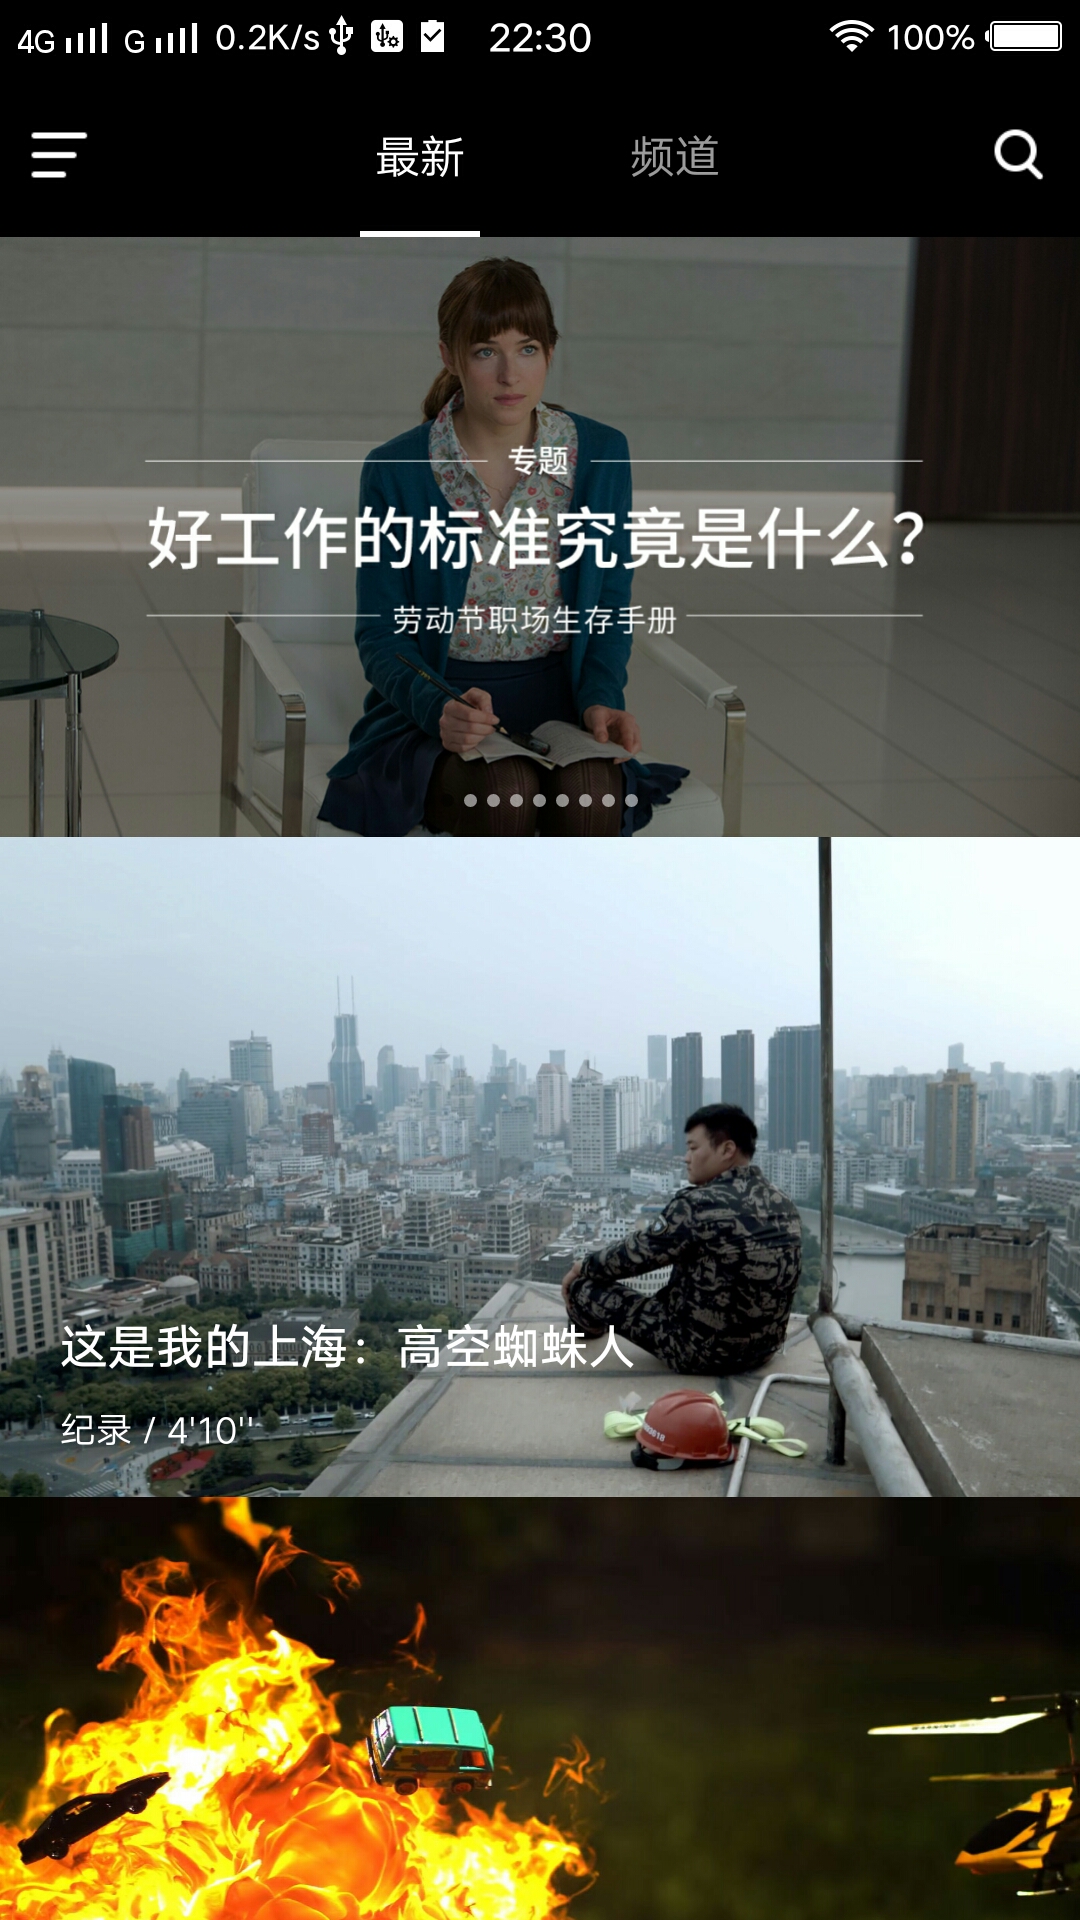 4G G 0.2K/s 22:30 100%
最新 频道
专题
好工作的标准究竟是什么?
劳动节职场生存手册
这是我的上海：高空蜘蛛人
纪录 / 4'10''